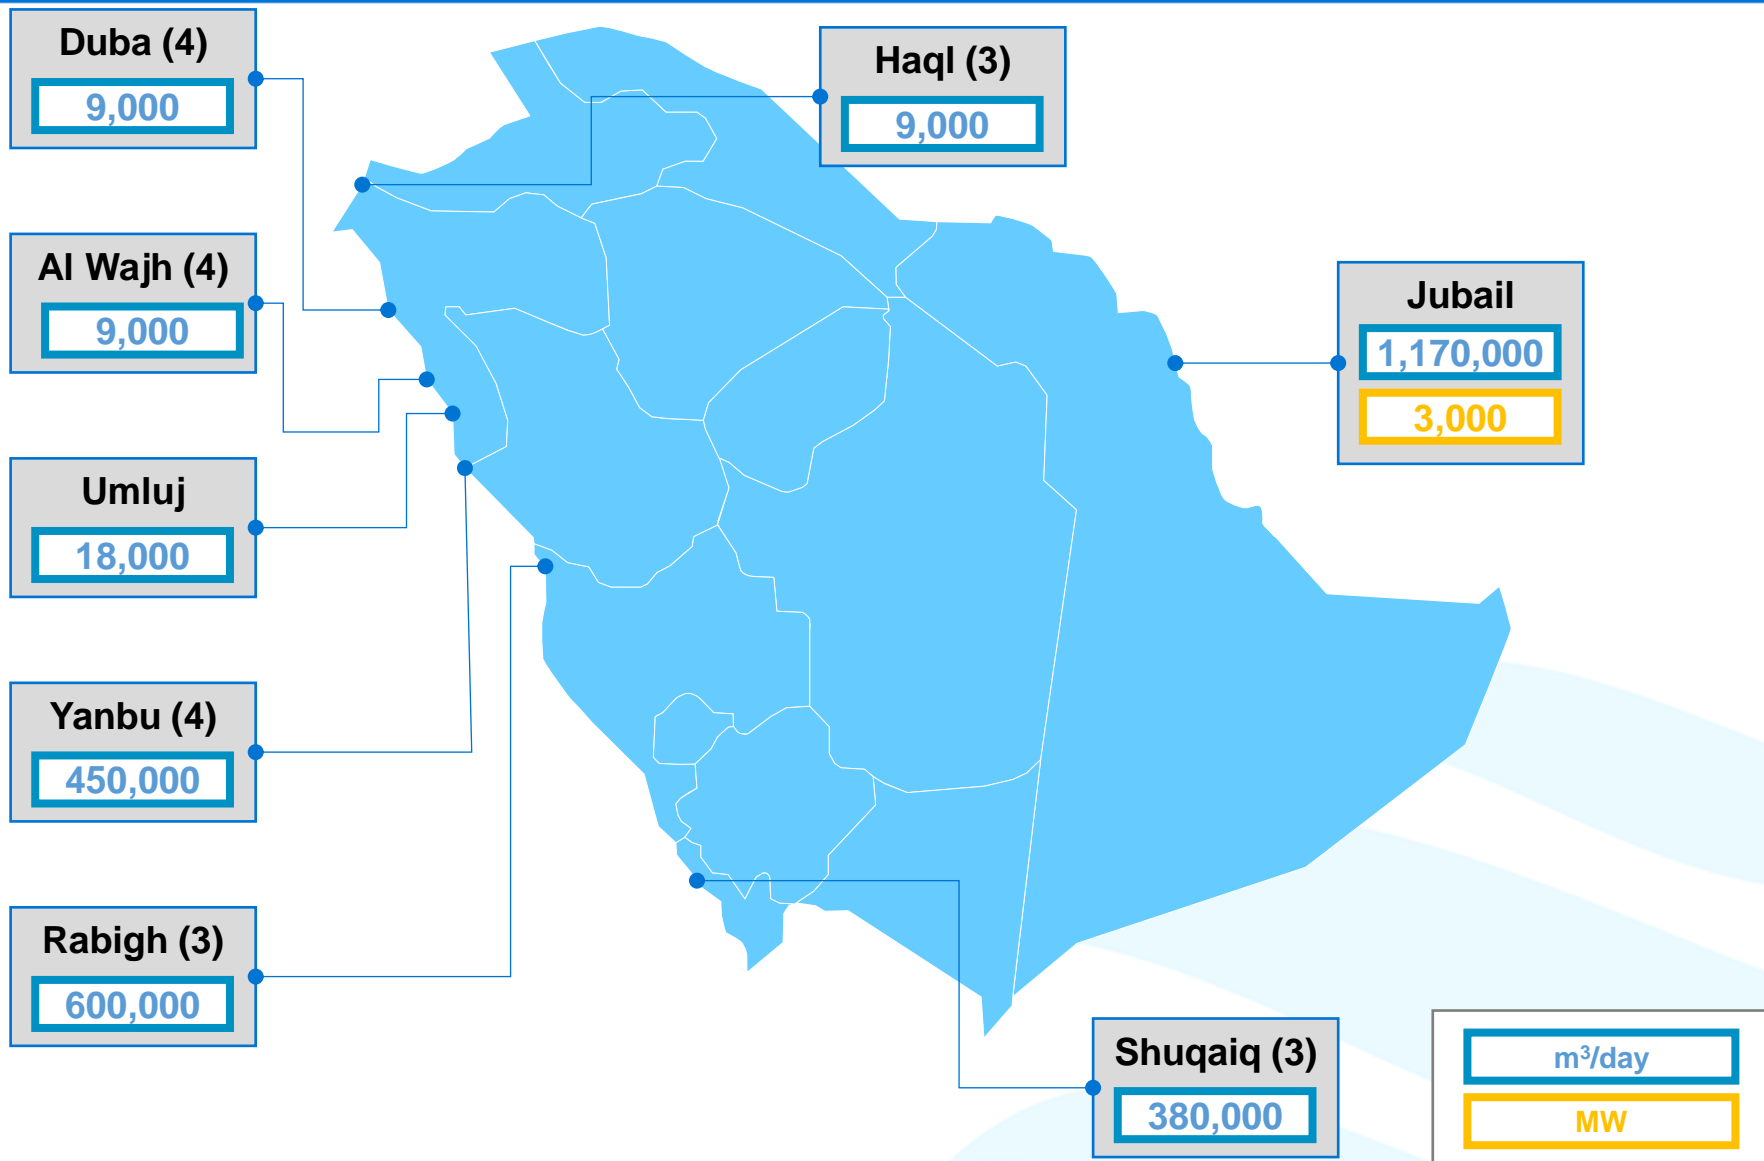 Duba (4)
9,000
Haql (3)
9,000
Al Wajh (4)
9,000
Jubail
1,170,000
3,000
Umluj
18,000
Yanbu (4)
450,000
Rabigh (3)
600,000
Shuqaiq (3)
380,000
m³/day
MW